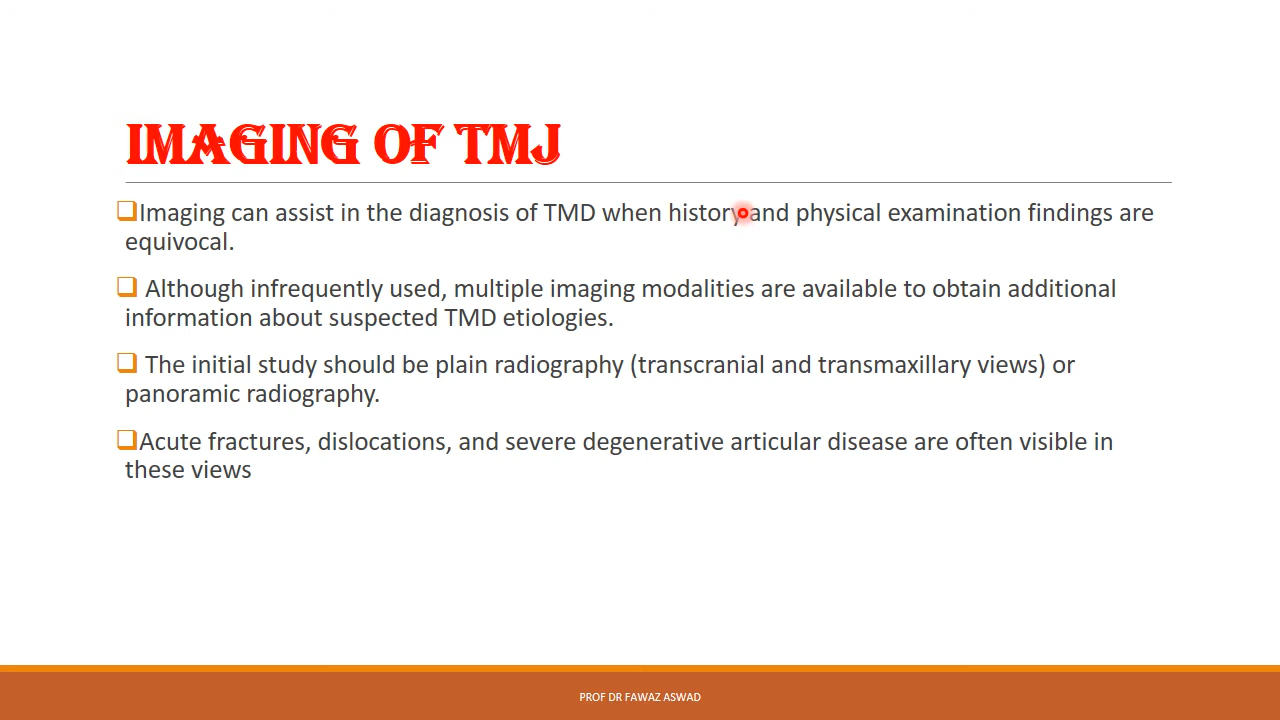 IMAGING OF TMJ
Imaging can assist in the diagnosis of TMD when history and physical examination findings are
equivocal.
Although infrequently used, multiple imaging modalities are available to obtain additional
information about suspected TMD etiologies.
The initial study should be plain radiography (transcranial and transmaxillary views) or
panoramic radiography.
Acute fractures, dislocations, and severe degenerative articular disease are often visible in
these views
PROF DR FAWAZ ASWAD